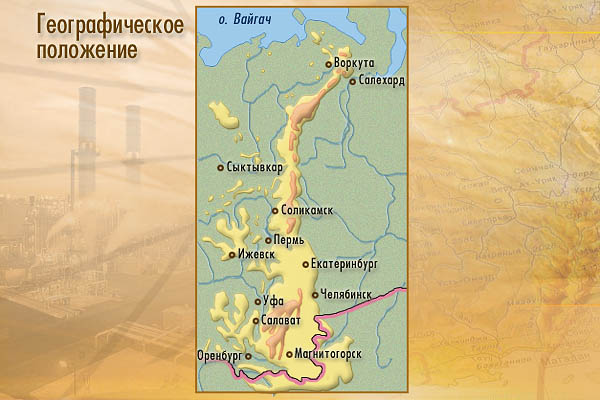 Географическое
положение
о. Вайгач
Воркута
Салехард
Сыктывкар
Соликамск
Пермь
Ижевск
Екатеринбург
Челябинск
Уфа
Салават
Оренбург
Магнитогорск